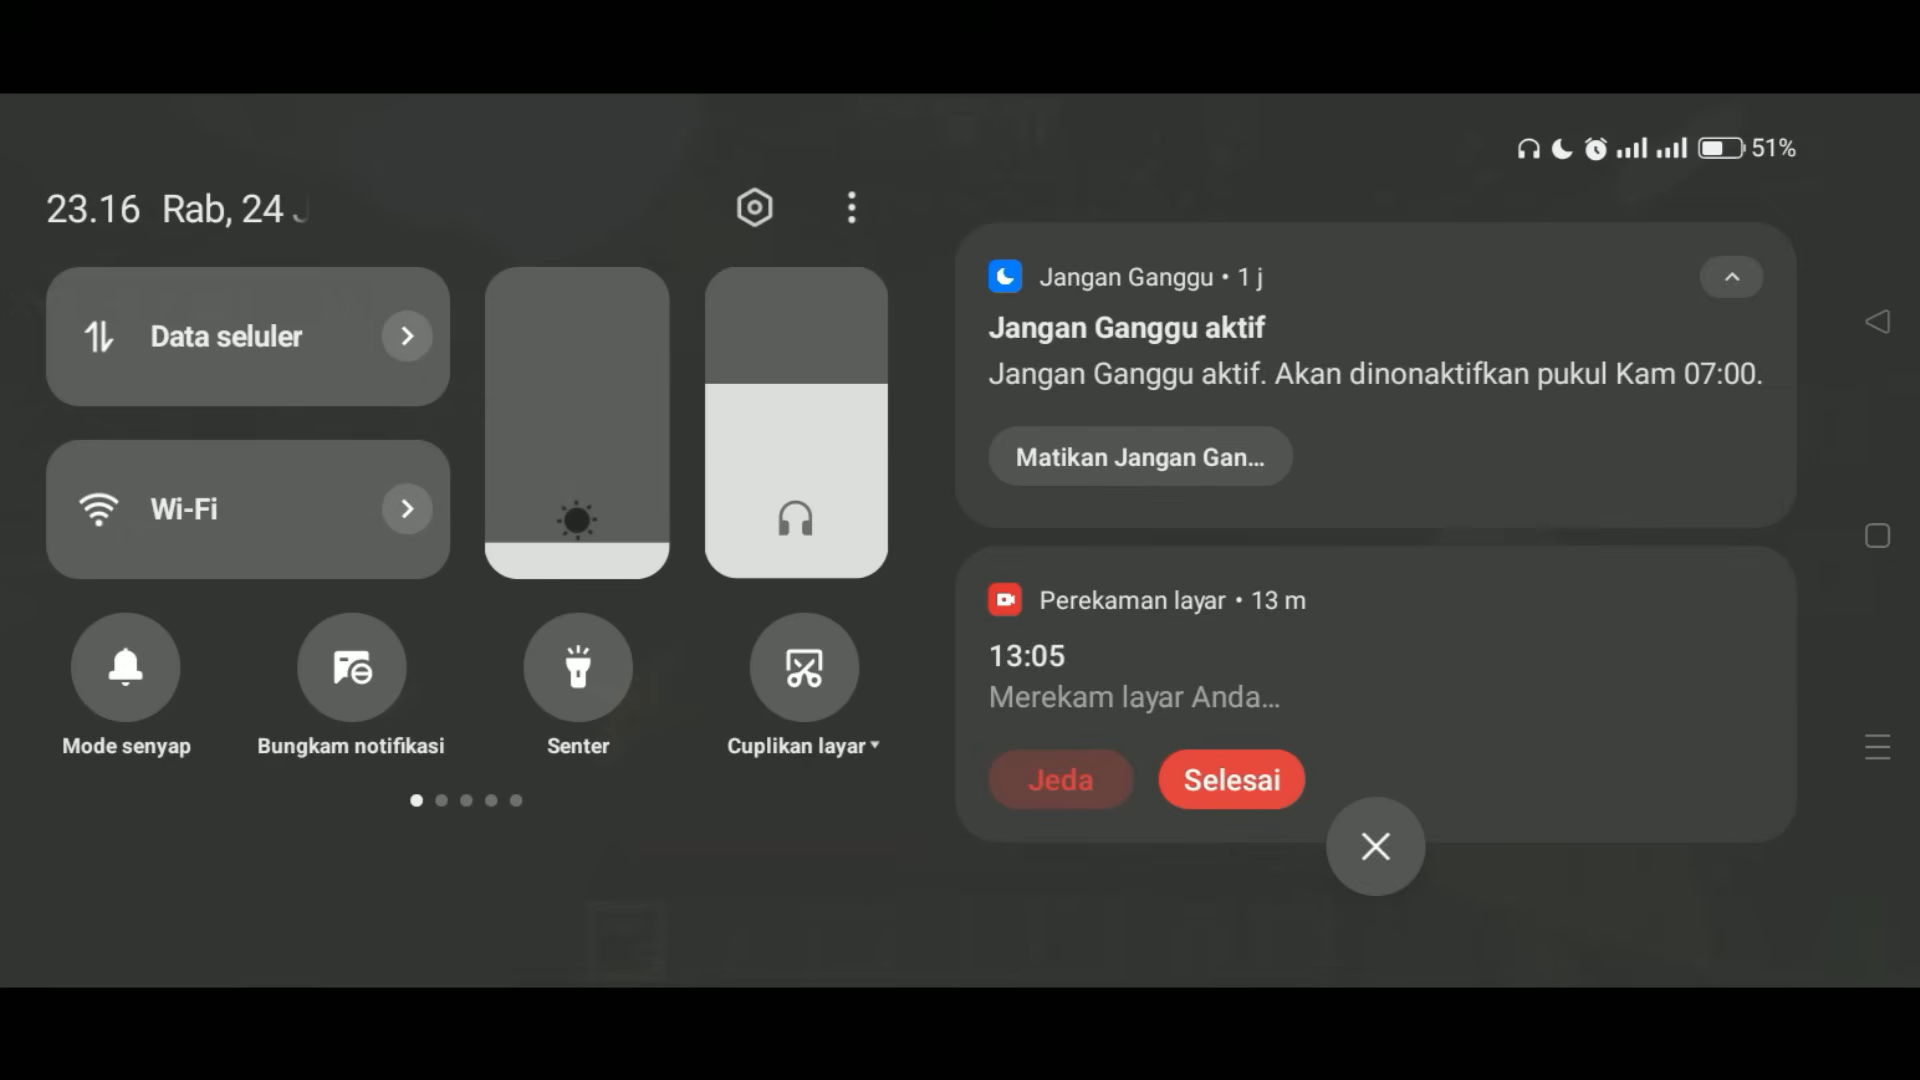 51%
23.16 Rab, 24
Data seluler
Wi-Fi
Mode senyap
Bungkam notifikasi
Senter
Cuplikan layar
Jangan Ganggu • 1 j
Jangan Ganggu aktif
Jangan Ganggu aktif. Akan dinonaktifkan pukul Kam 07:00.
Matikan Jangan Gan...
Perekaman layar • 13 m
13:05
Merekam layar Anda...
Jeda
Selesai